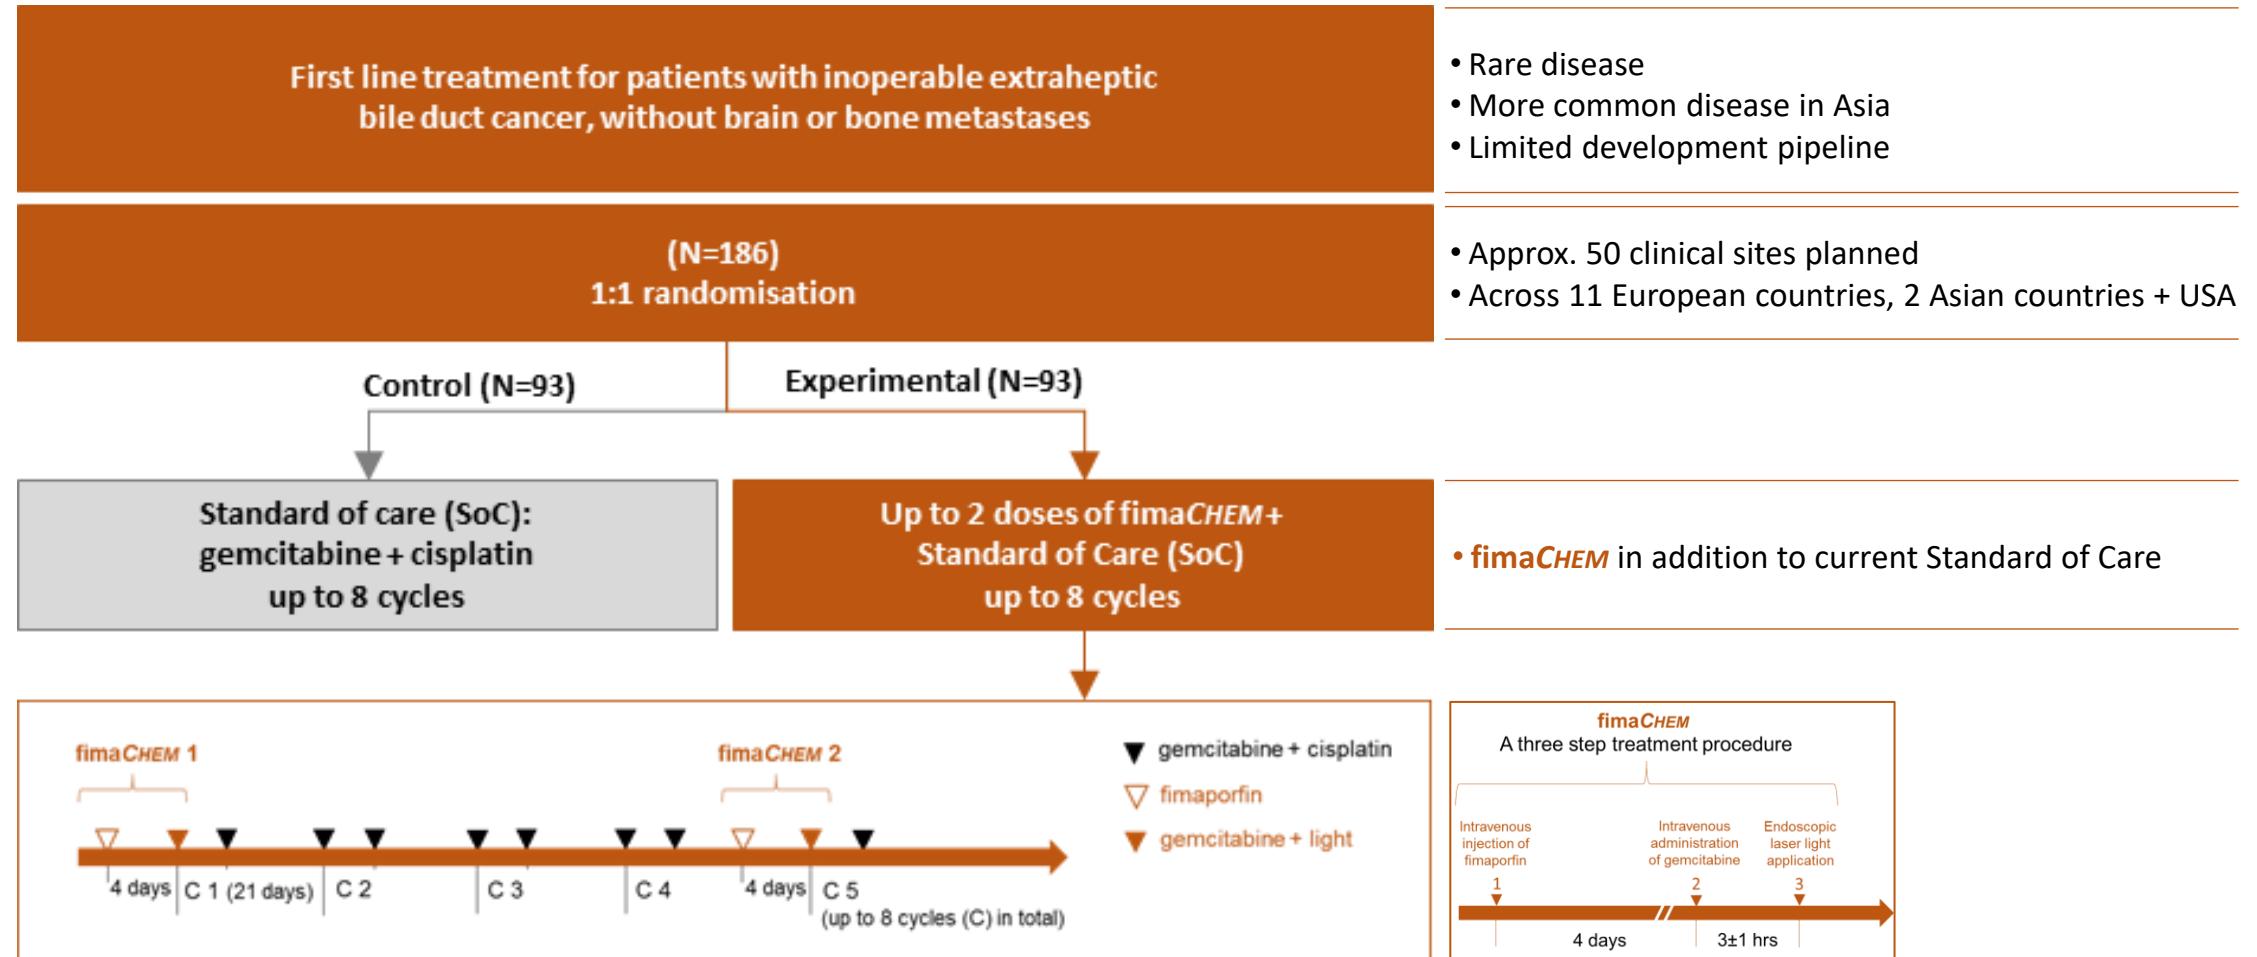 First line treatment for patients with inoperable extraheptic
bile duct cancer, without brain or bone metastases
• Rare disease
• More common disease in Asia
• Limited development pipeline
(N=186)
1:1 randomisation
• Approx. 50 clinical sites planned
• Across 11 European countries, 2 Asian countries + USA
Control (N=93)
Experimental (N=93)
Standard of care (SoC):
gemcitabine + cisplatin
up to 8 cycles
Up to 2 doses of fimaCHEM+
Standard of Care (SoC)
up to 8 cycles
• fimaCHEM in addition to current Standard of Care
fimaCHEM 1
fimaCHEM 2
gemcitabine + cisplatin
fimaporfin
gemcitabine + light
4 days
C 1 (21 days)
C 2
C 3
C 4
4 days
C 5
(up to 8 cycles (C) in total)
fimaCHEM
A three step treatment procedure
Intravenous
injection of
fimaporfin
1
Intravenous
administration
of gemcitabine
2
Endoscopic
laser light
application
3
4 days
3±1 hrs